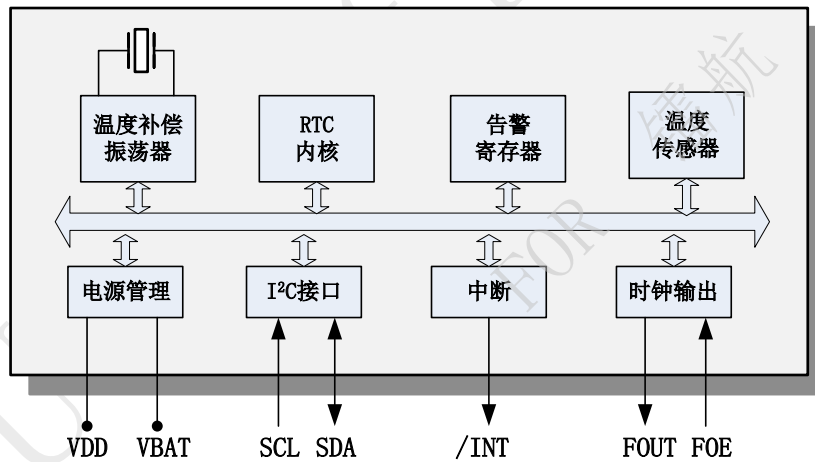 温度补偿
振荡器
RTC
内核
告警
寄存器
温度
传感器
电源管理
I²C接口
中断
时钟输出
VDD VBAT SCL SDA /INT FOUT FOE
FOR